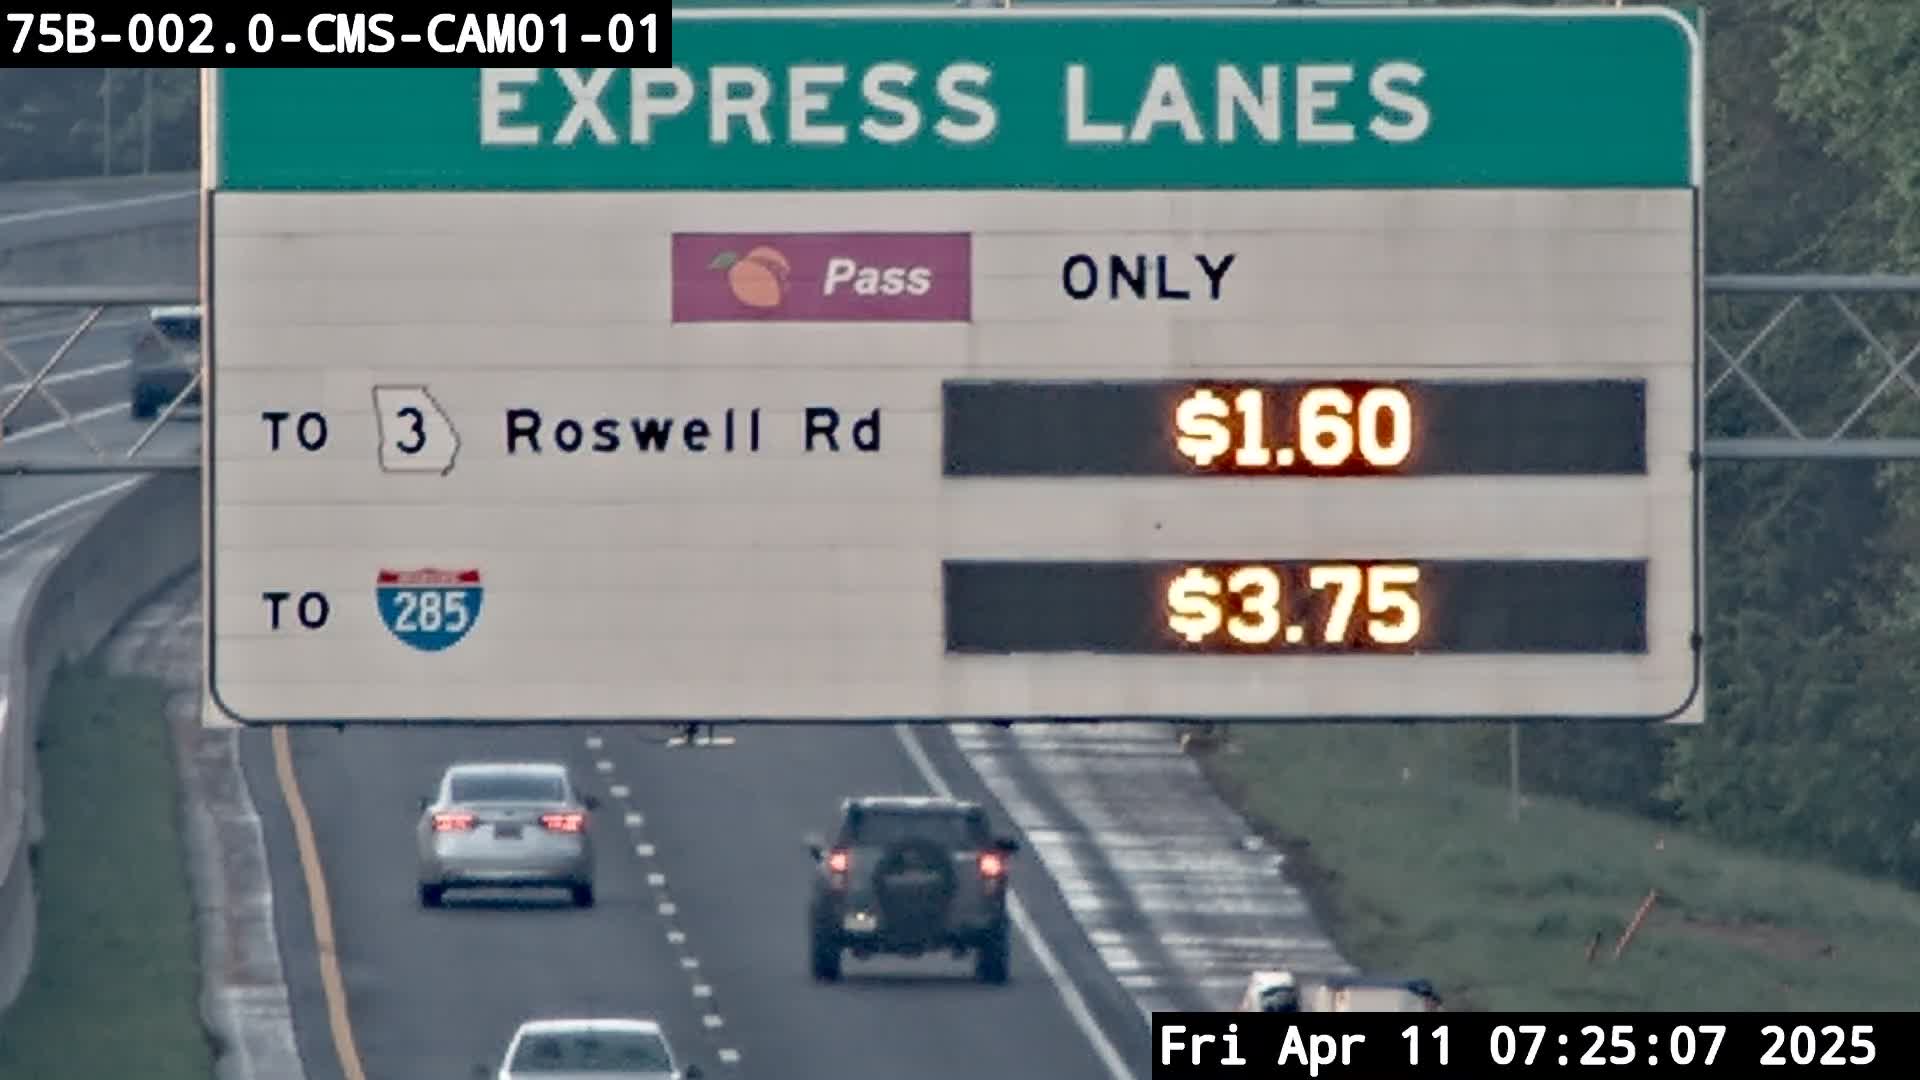 75B-002.0-CMS-CAM01-01
EXPRESS LANES
Pass ONLY
TO 3 Roswell Rd $1.60
TO 285 $3.75
Fri Apr 11 07:25:07 2025